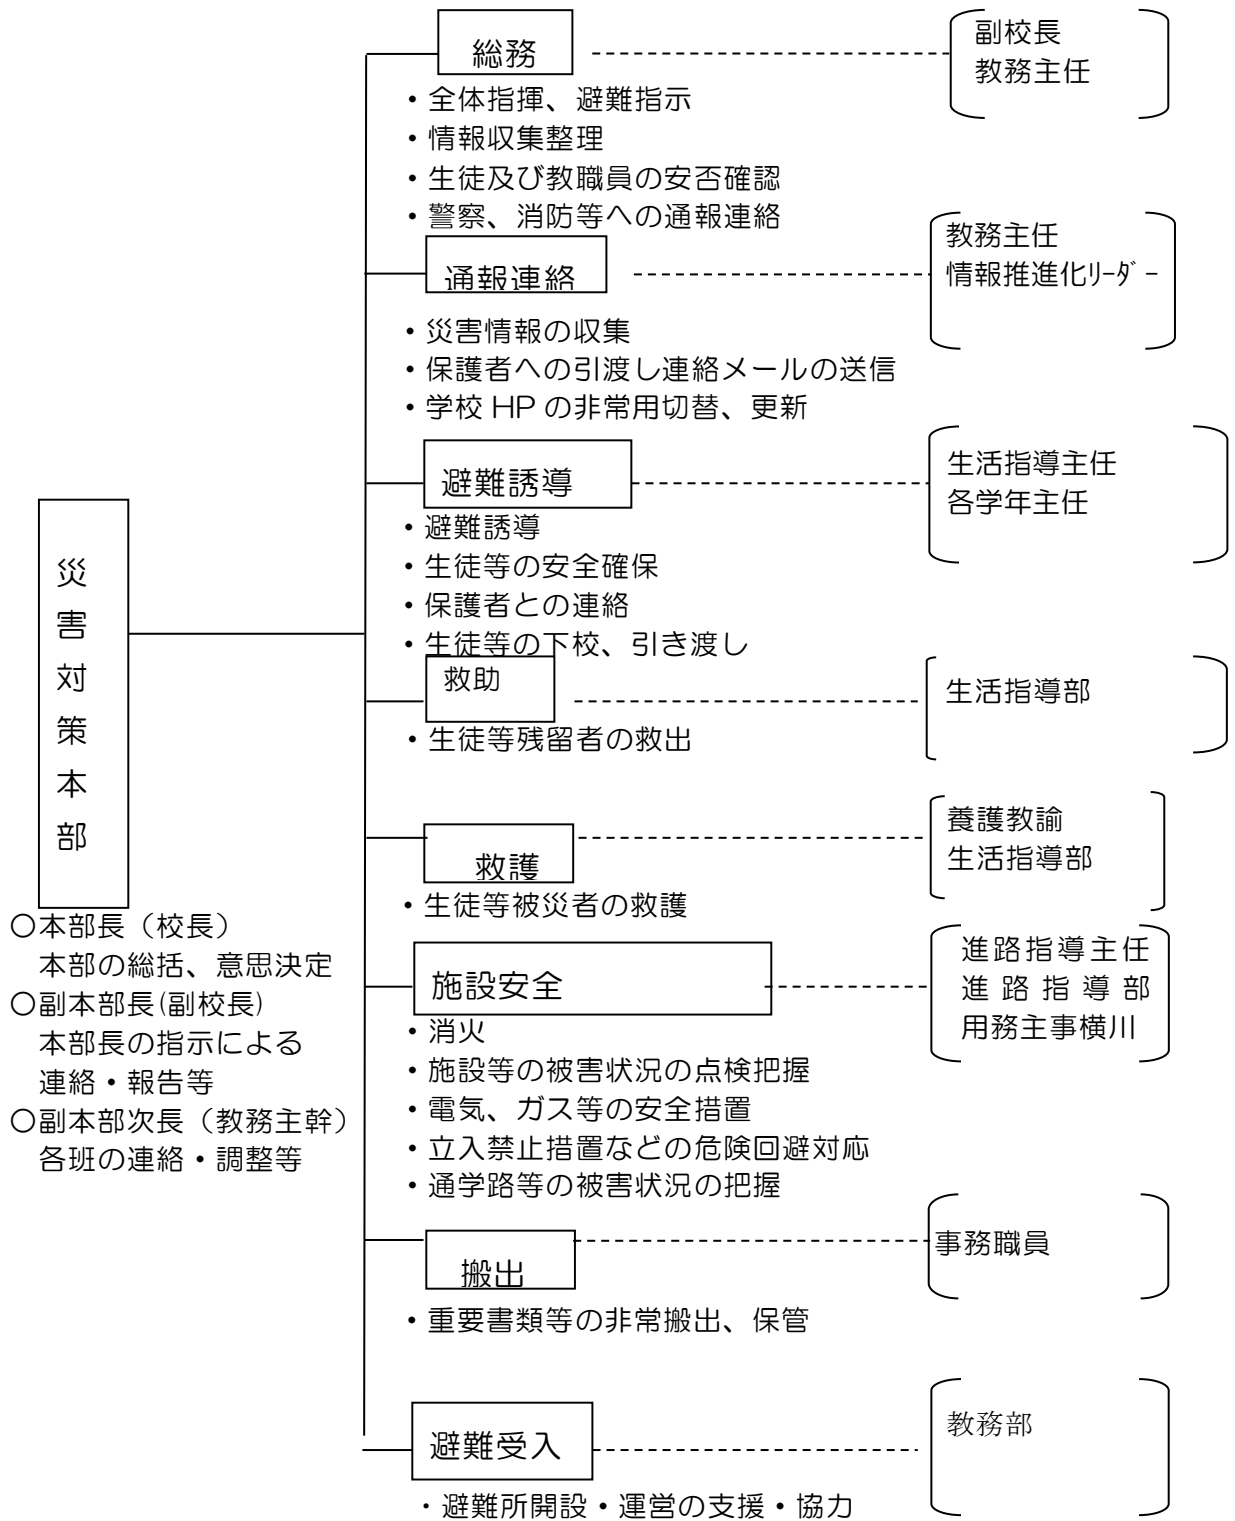 総務
副校長
教務主任
・全体指揮、避難指示
・情報収集整理
・生徒及び教職員の安否確認
・警察、消防等への通報連絡
通報連絡
教務主任
情報推進化ﾘｰﾀﾞｰ
・災害情報の収集
・保護者への引渡し連絡メールの送信
・学校 HP の非常用切替、更新
避難誘導
生活指導主任
各学年主任
・避難誘導
・生徒等の安全確保
・保護者との連絡
・生徒等の下校、引き渡し
救助
生活指導部
・生徒等残留者の救出
災害対策本部
救護
養護教諭
生活指導部
・生徒等被災者の救護
○本部長（校長）
本部の総括、意思決定
○副本部長(副校長)
本部長の指示による
連絡・報告等
○副本部次長（教務主幹）
各班の連絡・調整等
施設安全
進路指導主任
進路指導部
用務主事横川
・消火
・施設等の被害状況の点検把握
・電気、ガス等の安全措置
・立入禁止措置などの危険回避対応
・通学路等の被害状況の把握
搬出
事務職員
・重要書類等の非常搬出、保管
避難受入
教務部
・避難所開設・運営の支援・協力